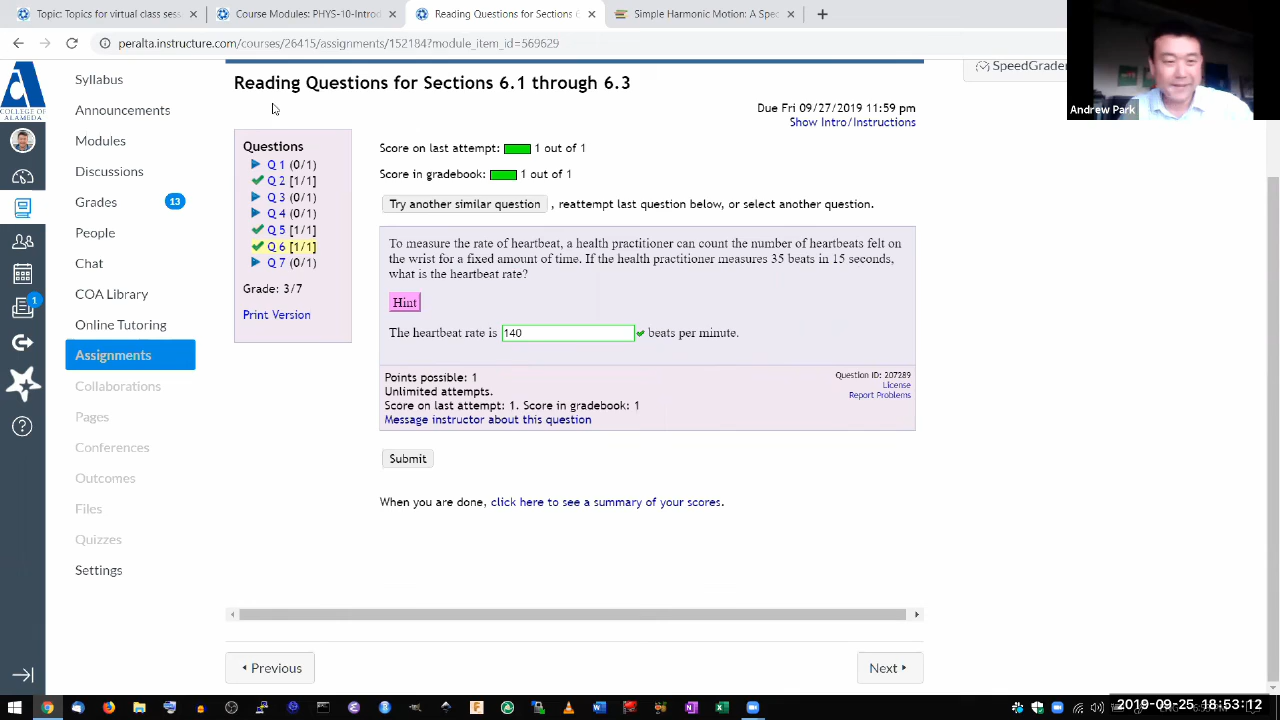 Topic: Topics for virtual class sess
Course Modules: PHYS-10-Introd
Reading Questions for Sections 6
Simple Harmonic Motion: A Spec
peralta.instructure.com/courses/26415/assignments/152184?module_item_id=569629
COLLEGE OF
ALAMEDA
Syllabus
Announcements
Modules
Discussions
Grades
13
People
Chat
COA Library
1
Online Tutoring
Assignments
Collaborations
Pages
Conferences
Outcomes
Files
Quizzes
Settings
Reading Questions for Sections 6.1 through 6.3
Due Fri 09/27/2019 11:59 pm
Show Intro/Instructions
Questions
Q 1 (0/1)
Q 2 [1/1]
Q 3 (0/1)
Q 4 (0/1)
Q 5 [1/1]
Q 6 [1/1]
Q 7 (0/1)
Grade: 3/7
Print Version
Score on last attempt: 1 out of 1
Score in gradebook: 1 out of 1
Try another similar question , reattempt last question below, or select another question.
To measure the rate of heartbeat, a health practitioner can count the number of heartbeats felt on
the wrist for a fixed amount of time. If the health practitioner measures 35 beats in 15 seconds,
what is the heartbeat rate?
Hint
The heartbeat rate is 140 beats per minute.
Points possible: 1
Unlimited attempts.
Score on last attempt: 1. Score in gradebook: 1
Message instructor about this question
Question ID: 207289
License
Report Problems
Submit
When you are done, click here to see a summary of your scores.
Previous
Next
SpeedGrader
Andrew Park
2019-09-25 18:53:12